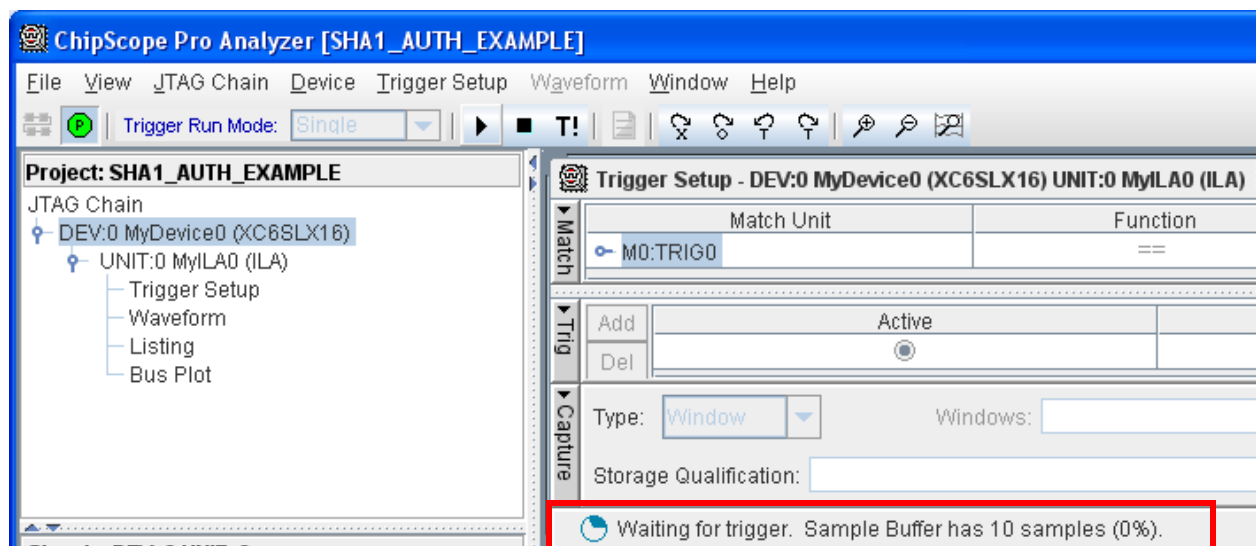 ChipScope Pro Analyzer [SHA1_AUTH_EXAMPLE]
File View JTAG Chain Device Trigger Setup Waveform Window Help
P Trigger Run Mode: Single T!
Project: SHA1_AUTH_EXAMPLE
JTAG Chain
DEV:0 MyDevice0 (XC6SLX16)
UNIT:0 MyILA0 (ILA)
Trigger Setup
Waveform
Listing
Bus Plot
Trigger Setup - DEV:0 MyDevice0 (XC6SLX16) UNIT:0 MyILA0 (ILA)
Match
Match Unit Function
M0:TRIG0 ==
Trig
Add Active
Del
Capture
Type: Window Windows:
Storage Qualification:
Waiting for trigger. Sample Buffer has 10 samples (0%).